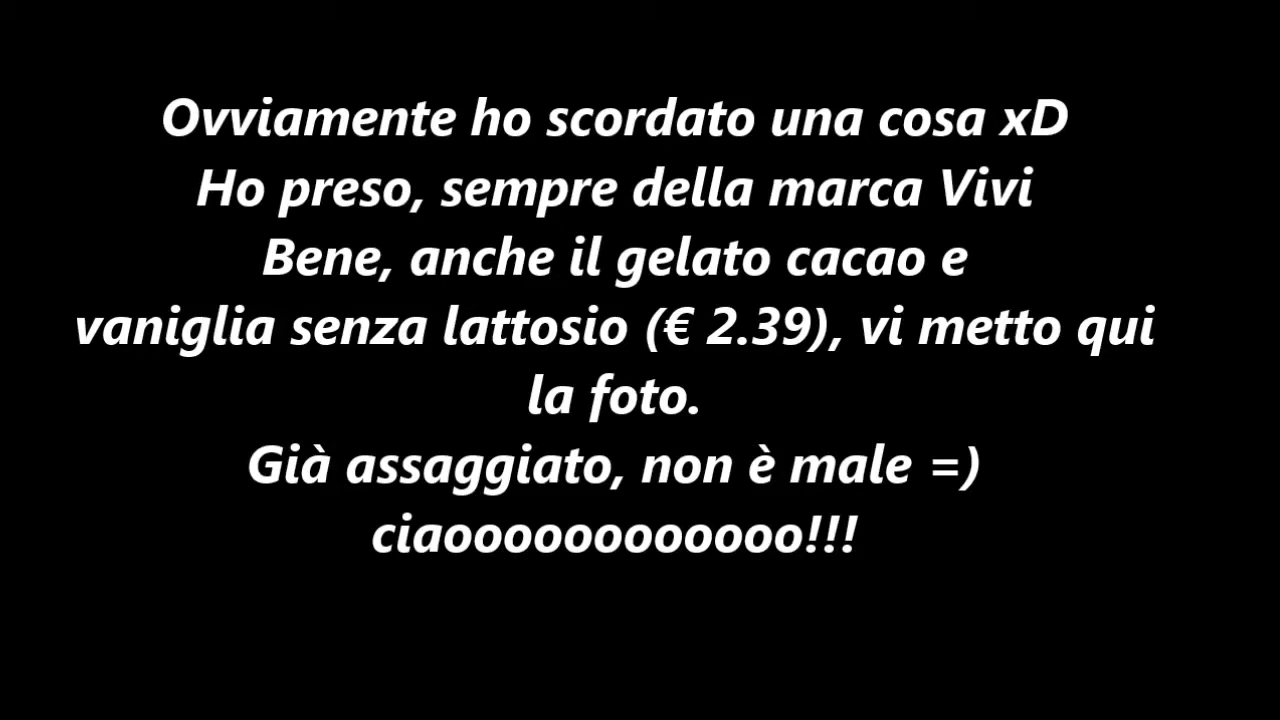 Ovviamente ho scordato una cosa xD
Ho preso, sempre della marca Vivi
Bene, anche il gelato cacao e
vaniglia senza lattosio (€ 2.39), vi metto qui
la foto.
Già assaggiato, non è male =)
ciaooooooooooooo!!!